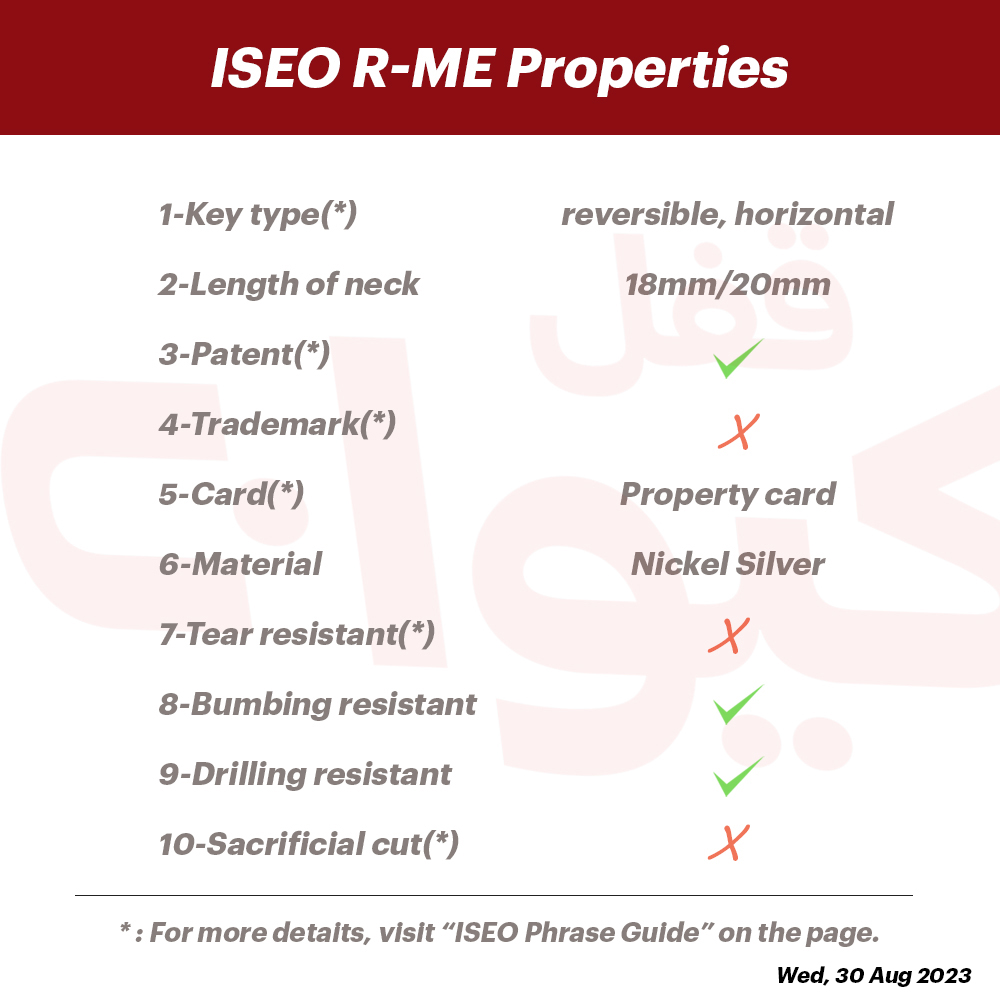 ISEO R-ME Properties
1-Key type(*) reversible, horizontal
2-Length of neck 18mm/20mm
3-Patent(*)
4-Trademark(*)
5-Card(*) Property card
6-Material Nickel Silver
7-Tear resistant(*)
8-Bumbing resistant
9-Drilling resistant
10-Sacrificial cut(*)
قفل
کیوان
* : For more detaits, visit “ISEO Phrase Guide” on the page.
Wed, 30 Aug 2023